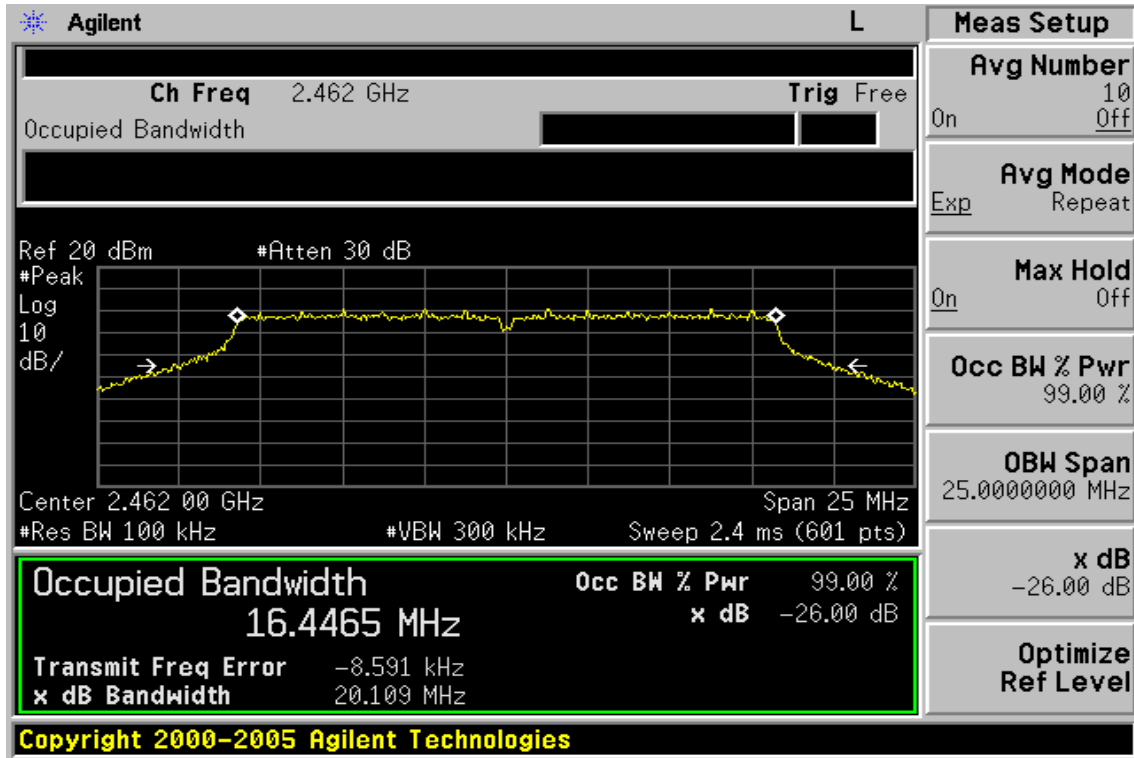 Agilent L Meas Setup
Ch Freq 2.462 GHz Trig Free
Occupied Bandwidth
Avg Number
10
On Off
Avg Mode
Exp Repeat
Ref 20 dBm #Atten 30 dB
#Peak
Log
10
dB/
Max Hold
On Off
Occ BW % Pwr
99.00 %
Center 2.462 00 GHz Span 25 MHz
#Res BW 100 kHz #VBW 300 kHz Sweep 2.4 ms (601 pts)
OBW Span
25.0000000 MHz
Occupied Bandwidth Occ BW % Pwr 99.00 %
16.4465 MHz x dB -26.00 dB
Transmit Freq Error -8.591 kHz
x dB Bandwidth 20.109 MHz
x dB
-26.00 dB
Optimize
Ref Level
Copyright 2000-2005 Agilent Technologies